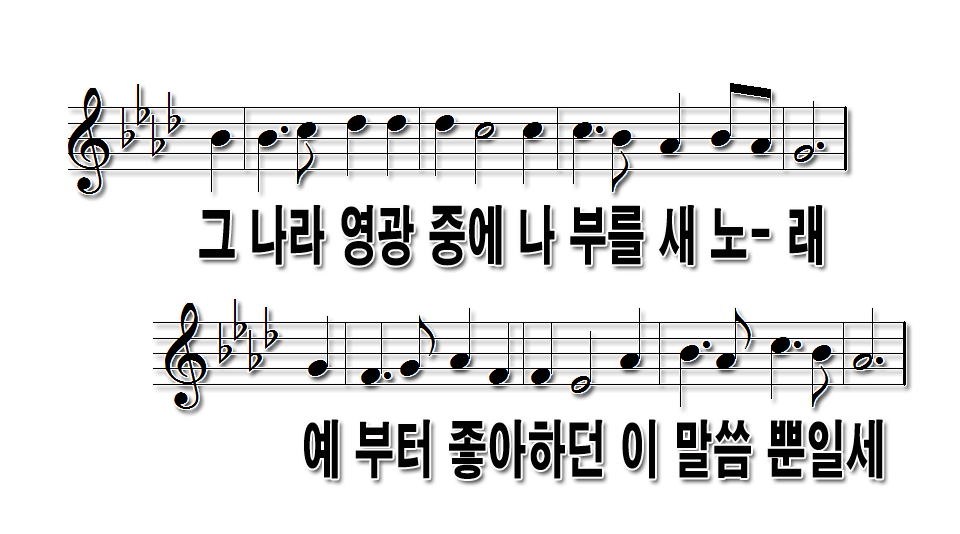 그 나라 영광 중에 나 부를 새 노- 래
예 부터 좋아하던 이 말씀 뿐일세